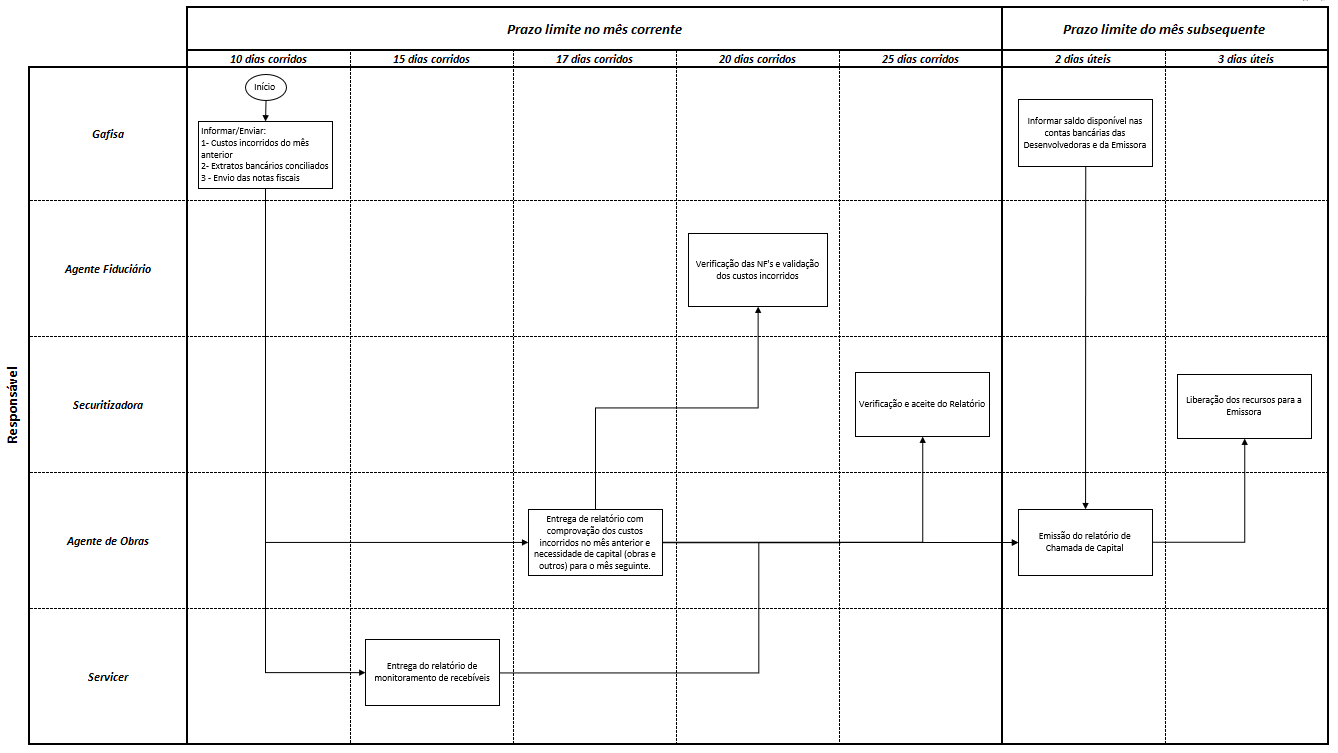 Prazo limite no mês corrente
Prazo limite do mês subsequente
10 dias corridos
15 dias corridos
17 dias corridos
20 dias corridos
25 dias corridos
2 dias úteis
3 dias úteis
Responsável
Gafisa
Início
Informar/Enviar:
1- Custos incorridos do mês
anterior
2- Extratos bancários conciliados
3 - Envio das notas fiscais
Informar saldo disponível nas
contas bancárias das
Desenvolvedoras e da Emissora
Agente Fiduciário
Verificação das NF's e validação
dos custos incorridos
Securitizadora
Verificação e aceite do Relatório
Liberação dos recursos para a
Emissora
Agente de Obras
Entrega de relatório com
comprovação dos custos
incorridos no mês anterior e
necessidade de capital (obras e
outros) para o mês seguinte.
Emissão do relatório de
Chamada de Capital
Servicer
Entrega do relatório de
monitoramento de recebíveis